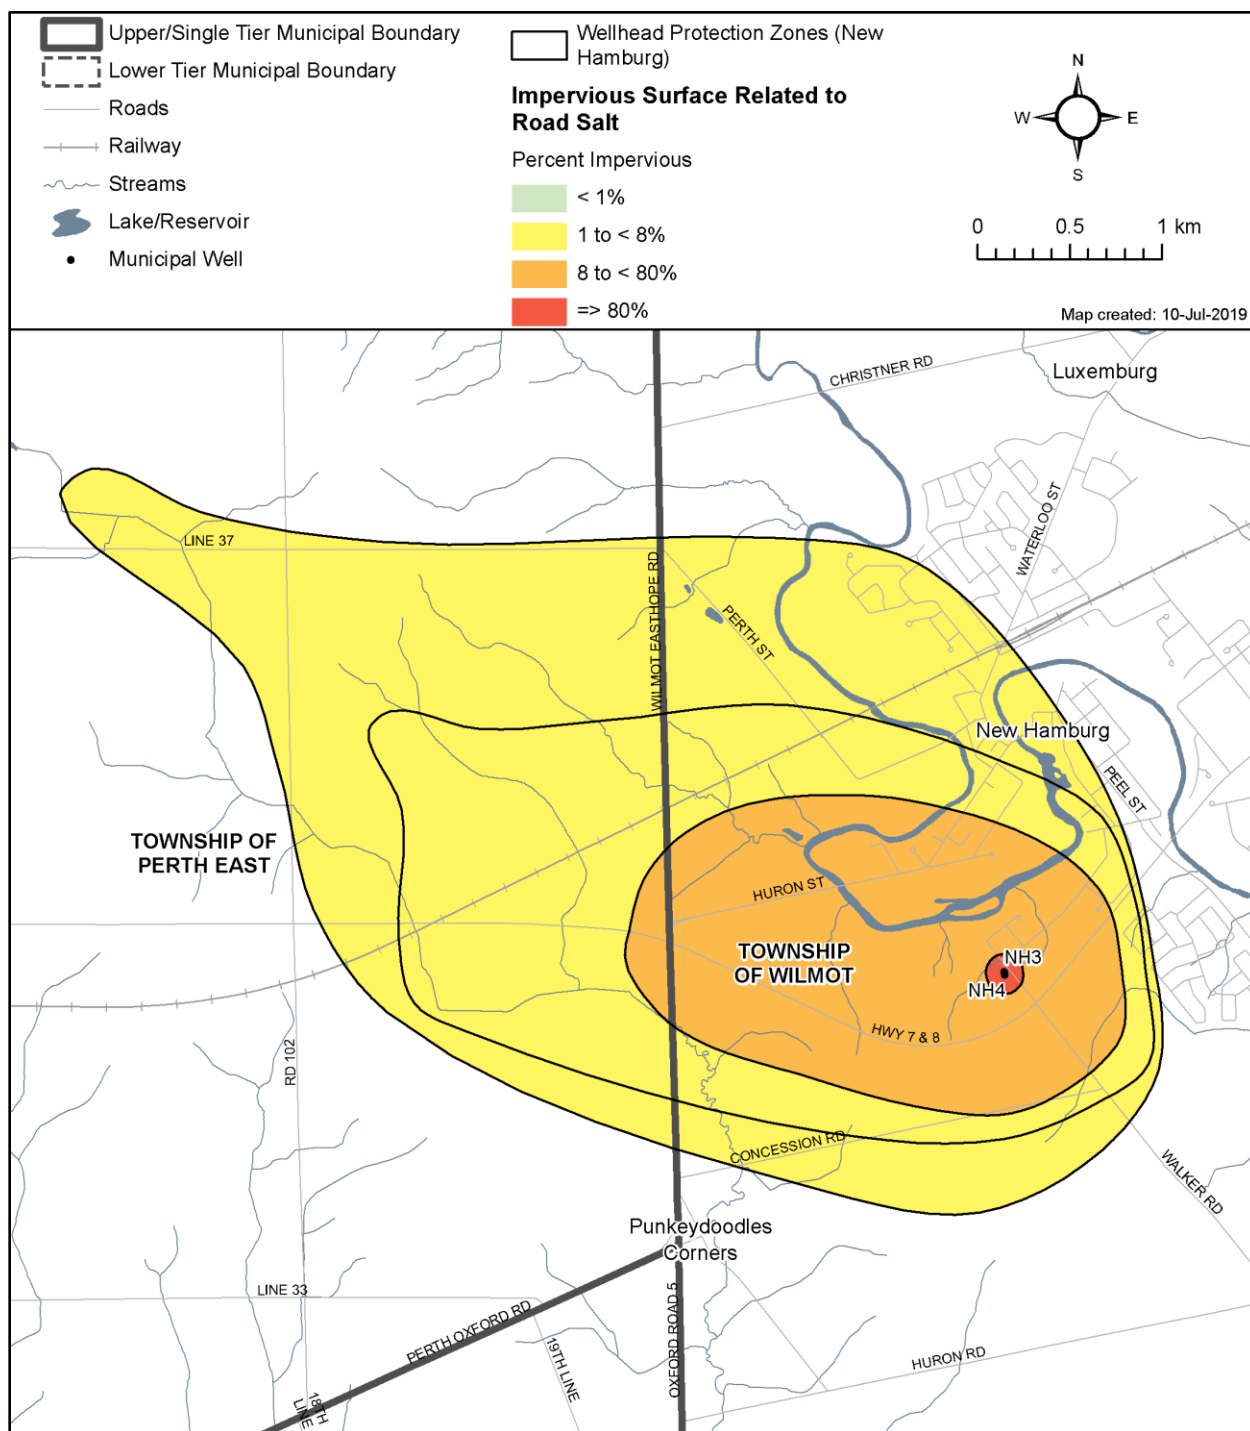 Upper/Single Tier Municipal Boundary
Lower Tier Municipal Boundary
Roads
Railway
Streams
Lake/Reservoir
Municipal Well
Wellhead Protection Zones (New
Hamburg)
Impervious Surface Related to
Road Salt
Percent Impervious
< 1%
1 to < 8%
8 to < 80%
=> 80%
N
W
E
S
0 0.5 1 km
Map created: 10-Jul-2019
CHRISTNER RD
Luxemburg
WATERLOO ST
LINE 37
WILMOT EASTHOPE RD
PERTH ST
New Hamburg
PEEL ST
TOWNSHIP OF
PERTH EAST
HURON ST
TOWNSHIP
OF WILMOT
NH3
NH4
HWY 7 & 8
RD 102
CONCESSION RD
WALKER RD
Punkeydoodles
Corners
LINE 33
PERTH OXFORD RD
OXFORD ROAD 5
19TH LINE
18TH
LINE
HURON RD